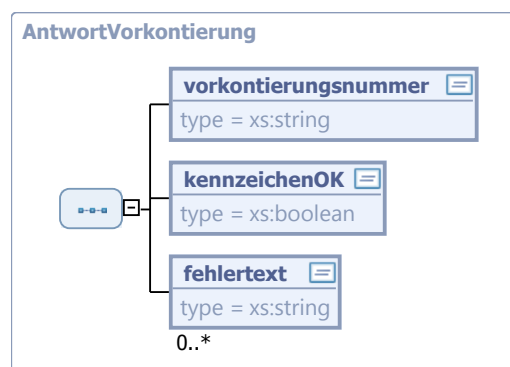 AntwortVorkontierung
vorkontierungsnummer
type = xs:string
kennzeichenOK
type = xs:boolean
fehlertext
type = xs:string
0..*